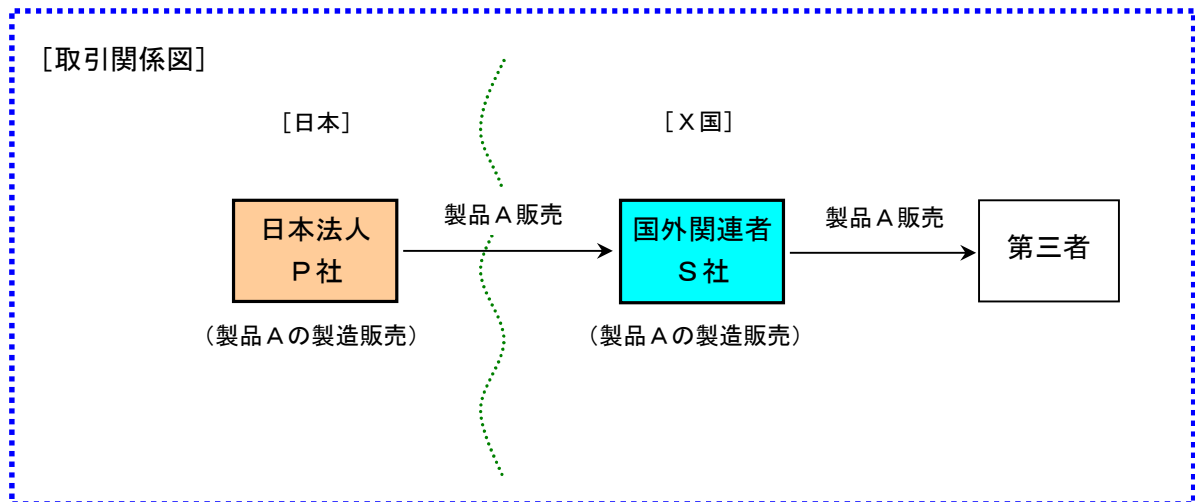 ［取引関係図］
［日本］
［Ｘ国］
製品Ａ販売
製品Ａ販売
日本法人
Ｐ社
国外関連者
Ｓ社
第三者
（製品Ａの製造販売）
（製品Ａの製造販売）